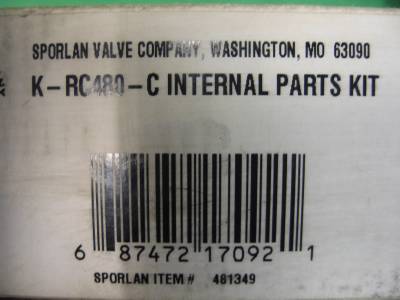 SPORLAN VALVE COMPANY, WASHINGTON, MO 63090
K-RC480-C INTERNAL PARTS KIT
6 87472 17092 1
SPORLAN ITEM # 481349